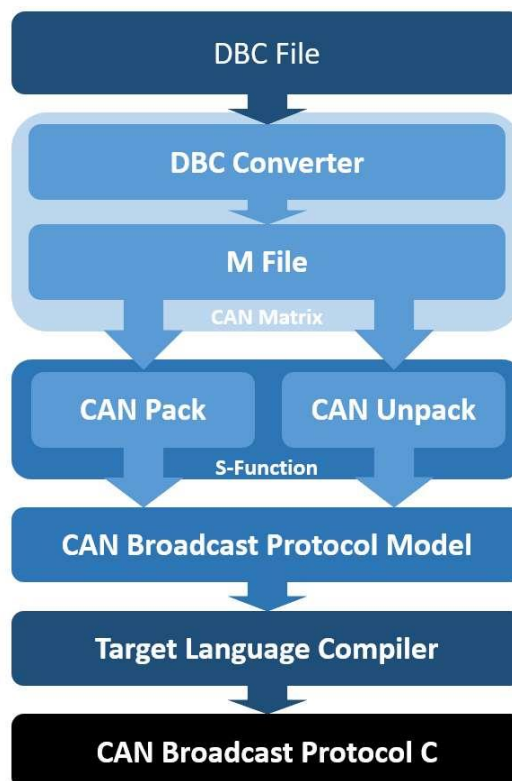 DBC File
DBC Converter
M File
CAN Matrix
CAN Pack
CAN Unpack
S-Function
CAN Broadcast Protocol Model
Target Language Compiler
CAN Broadcast Protocol C